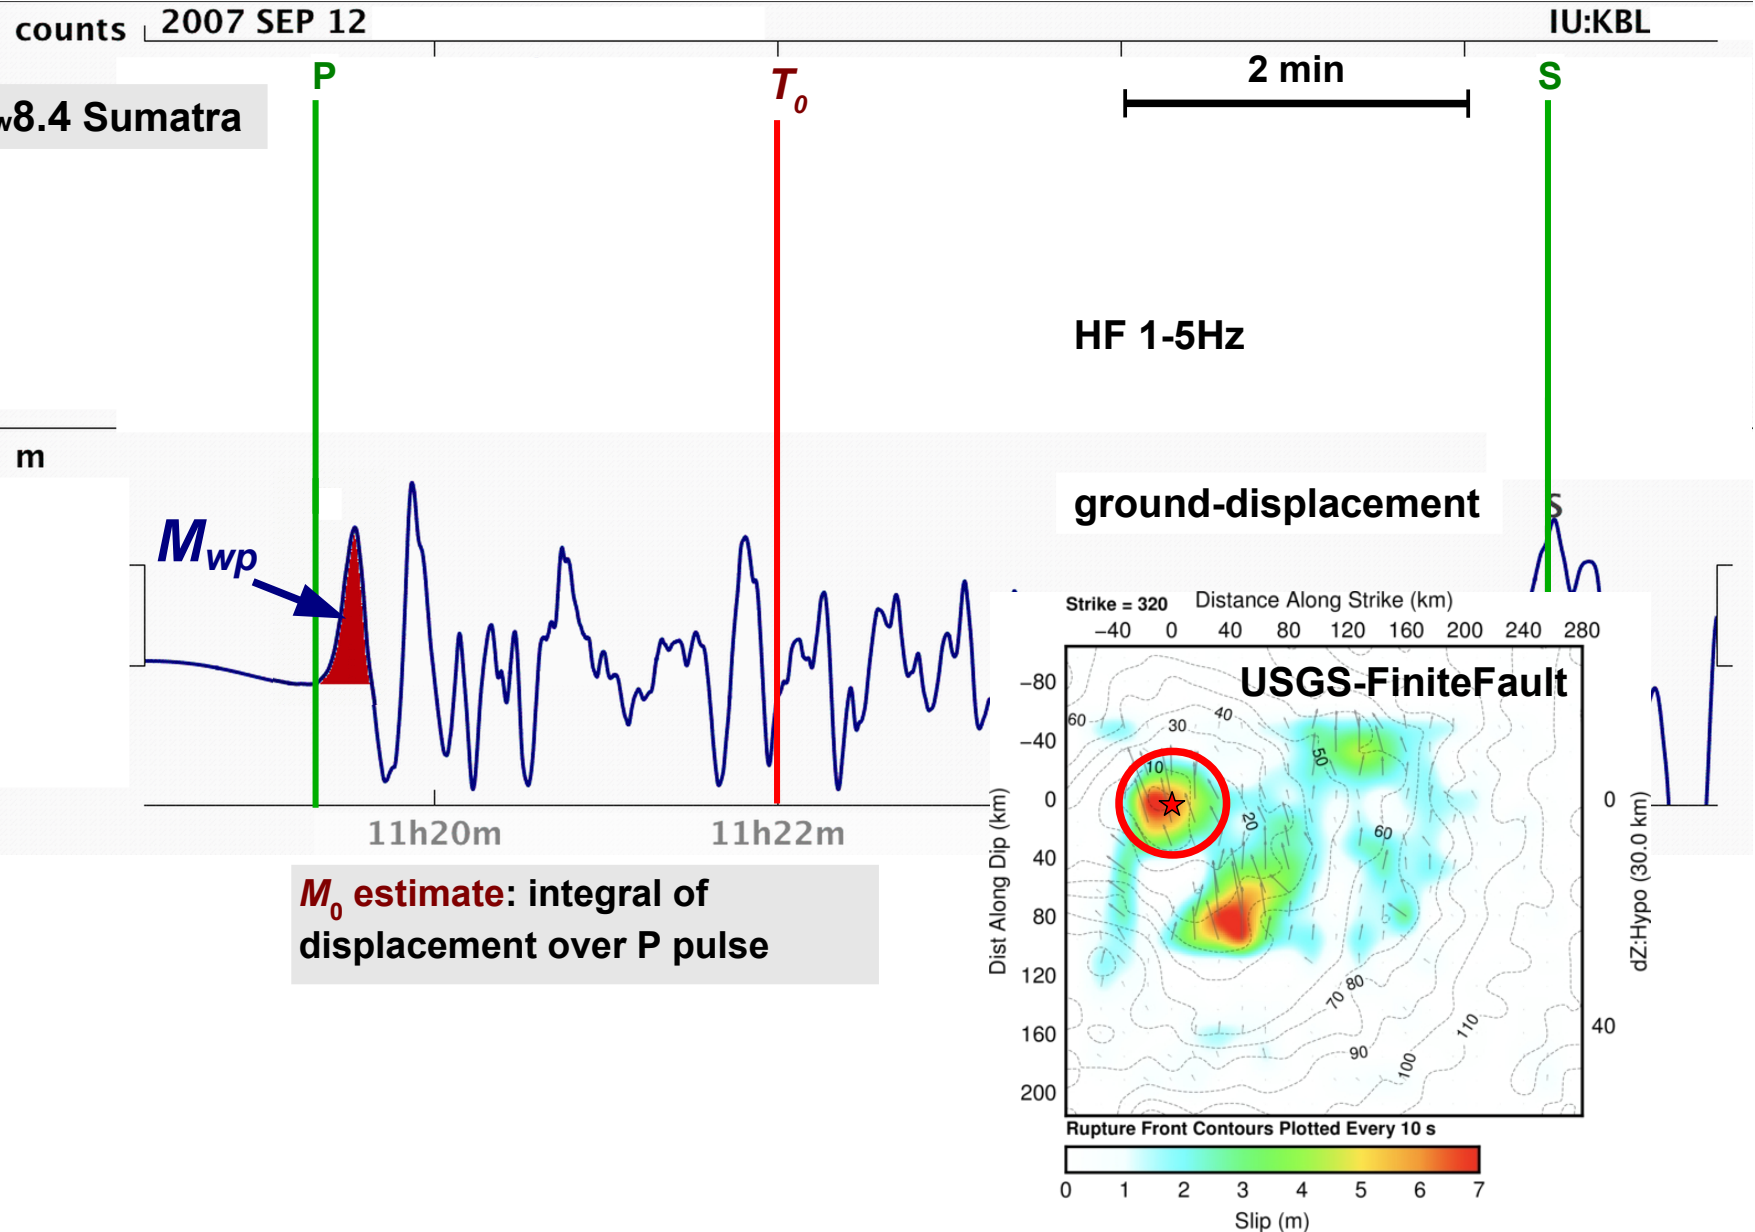 counts 2007 SEP 12 IU:KBL
P T0 2 min S
w8.4 Sumatra
HF 1-5Hz
m
ground-displacement
S
Mwp
11h20m 11h22m
M0 estimate: integral of
displacement over P pulse
Strike = 320 Distance Along Strike (km)
−40 0 40 80 120 160 200 240 280
USGS-FiniteFault
−80
−40
0
40
80
120
160
200
Dist Along Dip (km)
60 30 40
50
10
20
60
70 80
90 100 110
0
40
dZ:Hypo (30.0 km)
Rupture Front Contours Plotted Every 10 s
0 1 2 3 4 5 6 7
Slip (m)